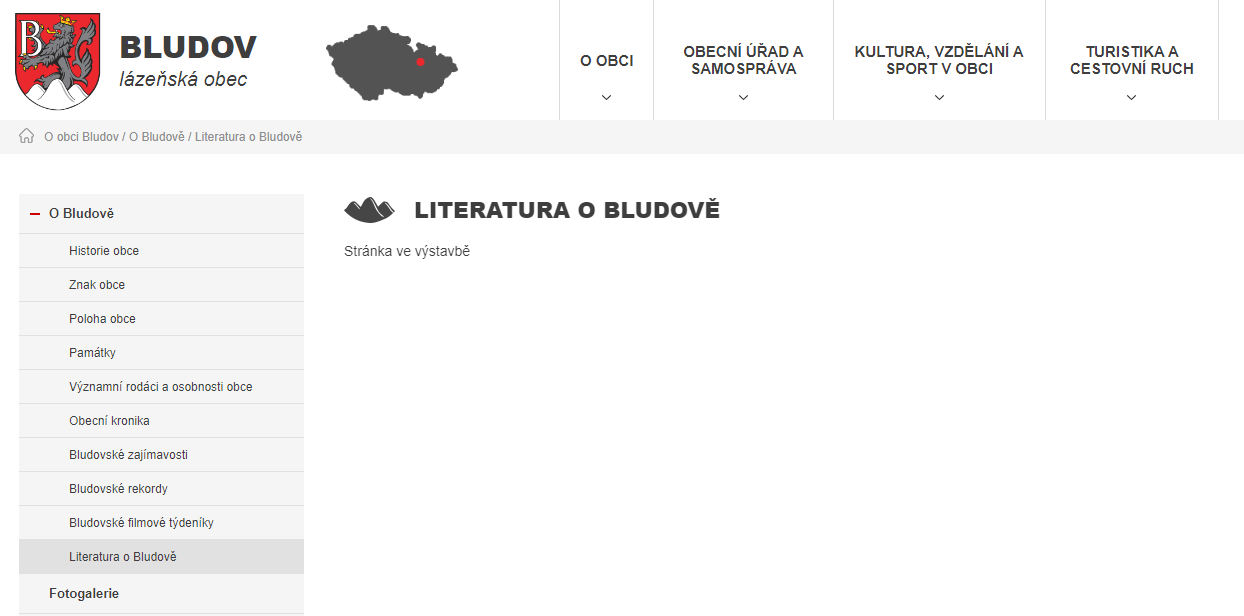 B
BLUDOV
lázeňská obec
O OBCI
OBECNÍ ÚŘAD A
SAMOSPRÁVA
KULTURA, VZDĚLÁNÍ A
SPORT V OBCI
TURISTIKA A
CESTOVNÍ RUCH
O obci Bludov / O Bludově / Literatura o Bludově
O Bludově
Historie obce
Znak obce
Poloha obce
Památky
Významní rodáci a osobnosti obce
Obecní kronika
Bludovské zajímavosti
Bludovské rekordy
Bludovské filmové týdeníky
Literatura o Bludově
Fotogalerie
LITERATURA O BLUDOVĚ
Stránka ve výstavbě